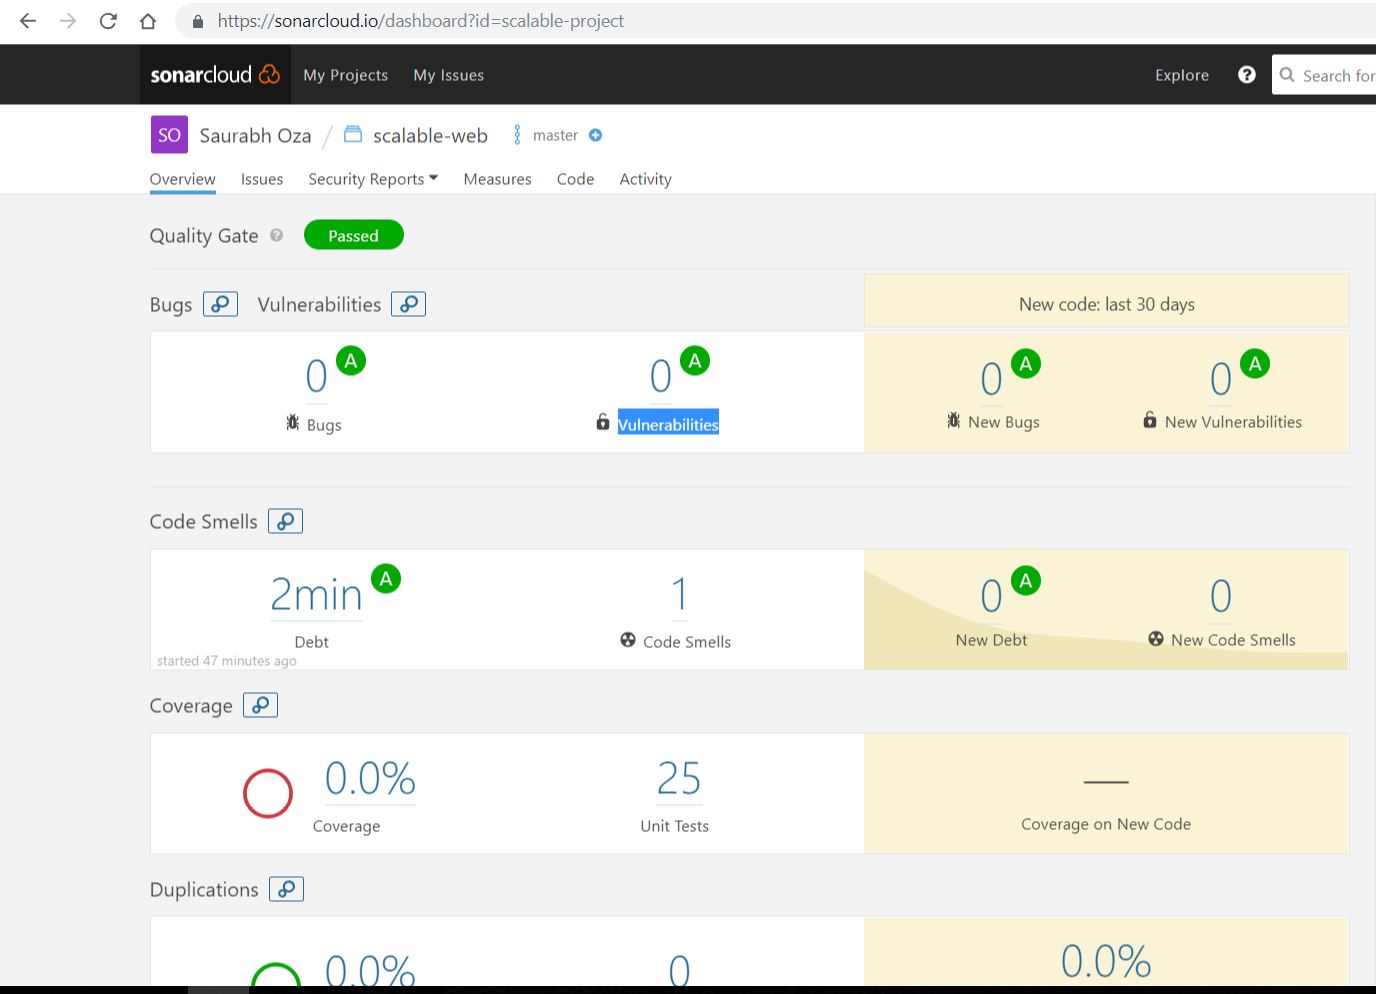 https://sonarcloud.io/dashboard?id=scalable-project
sonarcloud My Projects My Issues Explore ? Search for
SO Saurabh Oza / scalable-web master
Overview Issues Security Reports Measures Code Activity
Quality Gate ? Passed
Bugs Vulnerabilities
New code: last 30 days
0 A 0 A 0 A 0 A
Bugs Vulnerabilities New Bugs New Vulnerabilities
Code Smells
2min A 1 0 A 0
Debt Code Smells New Debt New Code Smells
started 47 minutes ago
Coverage
0.0% 25 —
Coverage Unit Tests Coverage on New Code
Duplications
0.0% 0 0.0%